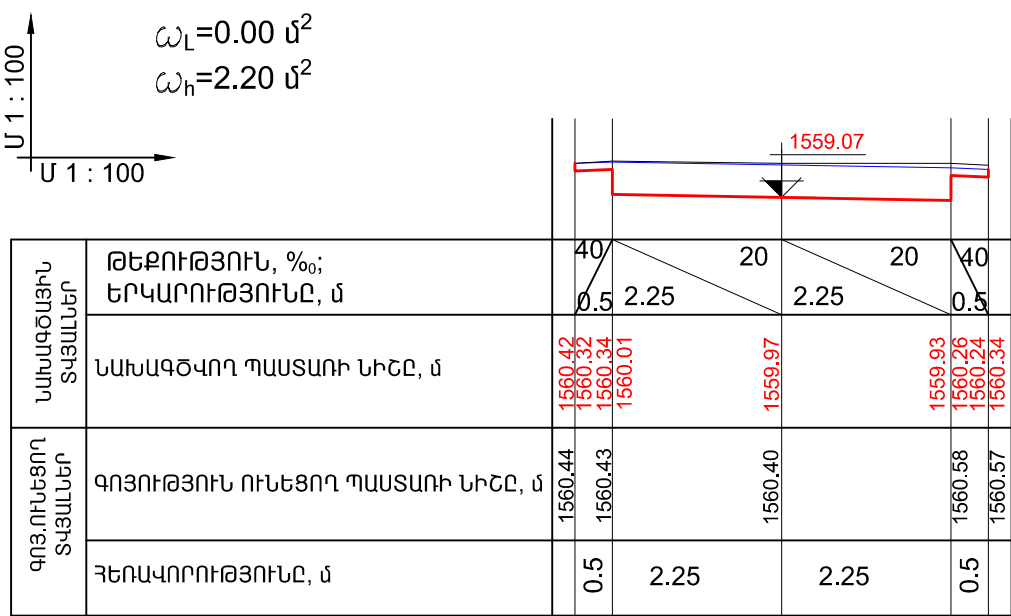 ω_L=0.00 մ²
ω_h=2.20 մ²
Մ 1 : 100
Մ 1 : 100
1559.07
ՆԱԽԱԳԾԱՅԻՆ
ՏՎՅԱԼՆԵՐ
ԹԵՔՈՒԹՅՈՒՆ, ‰;
ԵՐԿԱՐՈՒԹՅՈՒՆԸ, մ
40 20 20 40
0.5 2.25 2.25 0.5
ՆԱԽԱԳԾՎՈՂ ՊԱՍՏԱՌԻ ՆԻՇԸ, մ
1560.42 1560.32 1560.34 1560.01 1559.97 1559.93 1560.26 1560.24 1560.34
ԳՈՅ.ՈՒՆԵՑՈՂ
ՏՎՅԱԼՆԵՐ
ԳՈՅՈՒԹՅՈՒՆ ՈՒՆԵՑՈՂ ՊԱՍՏԱՌԻ ՆԻՇԸ, մ
1560.44 1560.43 1560.40 1560.58 1560.57
ՀԵՌԱՎՈՐՈՒԹՅՈՒՆԸ, մ
0.5 2.25 2.25 0.5